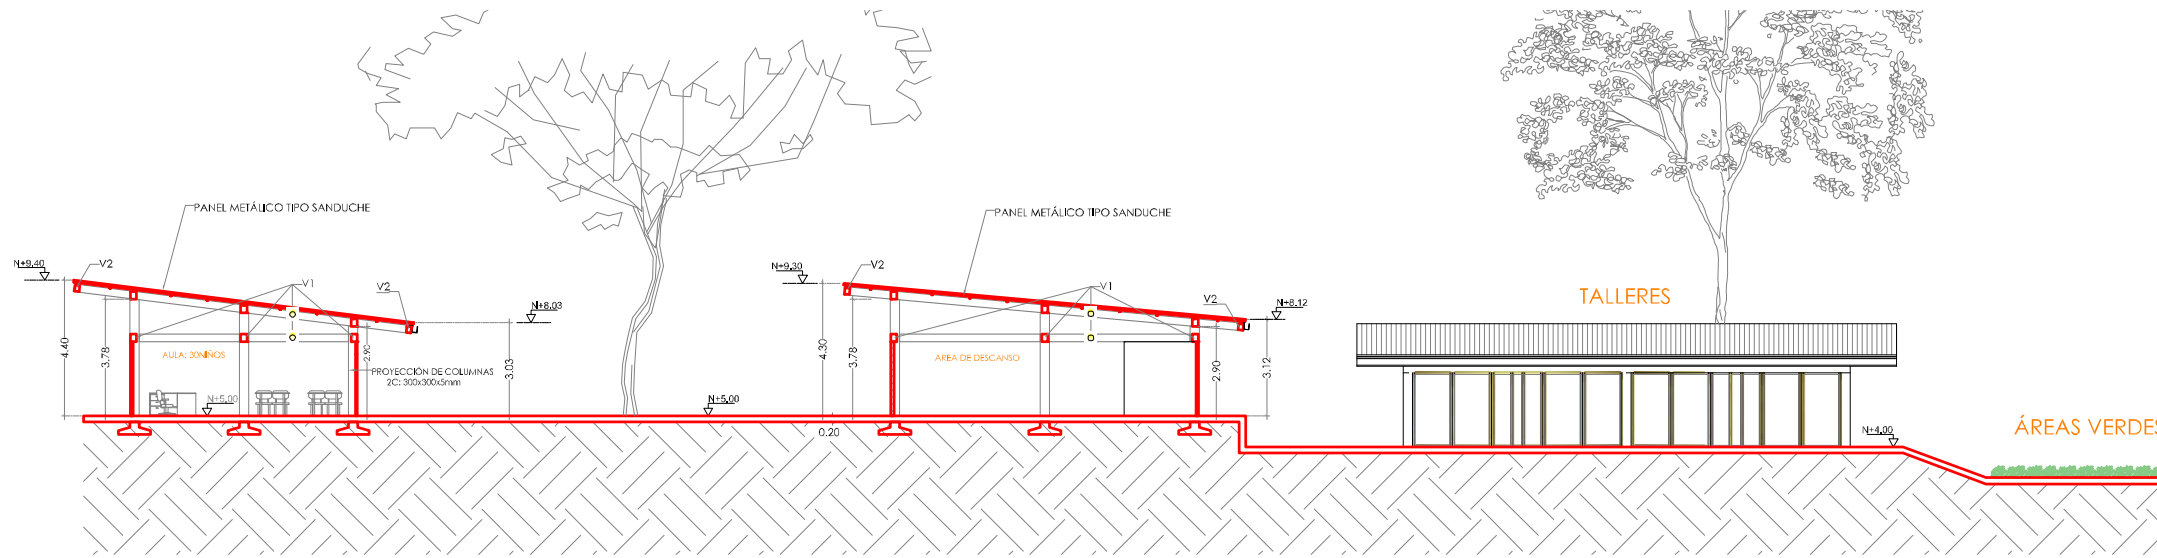 PANEL METÁLICO TIPO SANDUCHE
PANEL METÁLICO TIPO SANDUCHE
N+9.40
V2
V1
V2
N+8.03
N+9.30
V2
V1
V2
N+8.12
TALLERES
4.40
3.78
AULA: 30NIÑOS
2.90
3.03
PROYECCIÓN DE COLUMNAS
2C: 300x300x5mm
4.30
3.78
AREA DE DESCANSO
2.90
3.12
N+5.00
N+5.00
0.20
N+4.00
ÁREAS VERDES